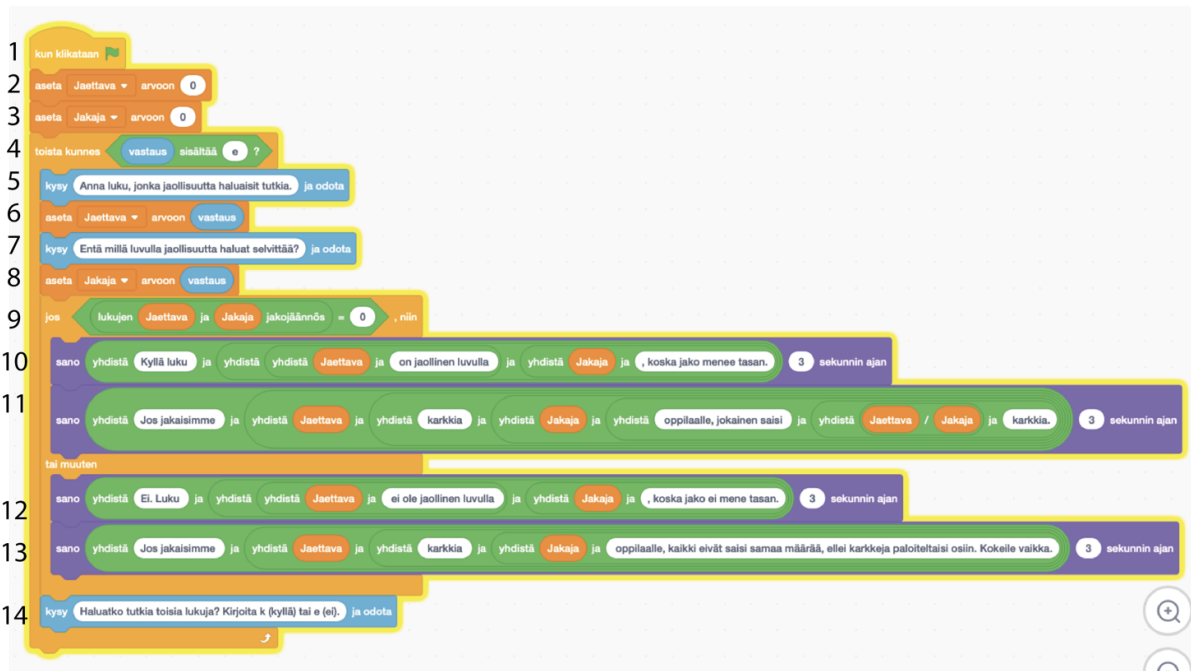 1 kun klikataan
2 aseta Jaettava arvoon 0
3 aseta Jakaja arvoon 0
4 toista kunnes vastaus sisältää e ?
5 kysy Anna luku, jonka jaollisuutta haluaisit tutkia. ja odota
6 aseta Jaettava arvoon vastaus
7 kysy Entä millä luvulla jaollisuutta haluat selvittää? ja odota
8 aseta Jakaja arvoon vastaus
9 jos lukujen Jaettava ja Jakaja jakojäännös = 0 , niin
10 sano yhdistä Kyllä luku ja yhdistä yhdistä Jaettava ja on jaollinen luvulla ja yhdistä Jakaja ja , koska jako menee tasan. 3 sekunnin ajan
11 sano yhdistä Jos jakaisimme ja yhdistä Jaettava ja yhdistä karkkia ja yhdistä Jakaja ja yhdistä oppilaalle, jokainen saisi ja yhdistä Jaettava / Jakaja ja karkkia. 3 sekunnin ajan
tai muuten
12 sano yhdistä Ei. Luku ja yhdistä yhdistä Jaettava ja ei ole jaollinen luvulla ja yhdistä Jakaja ja , koska jako ei mene tasan. 3 sekunnin ajan
13 sano yhdistä Jos jakaisimme ja yhdistä Jaettava ja yhdistä karkkia ja yhdistä Jakaja ja oppilaalle, kaikki eivät saisi samaa määrää, ellei karkkeja paloiteltaisi osiin. Kokeile vaikka. 3 sekunnin ajan
14 kysy Haluatko tutkia toisia lukuja? Kirjoita k (kyllä) tai e (ei). ja odota